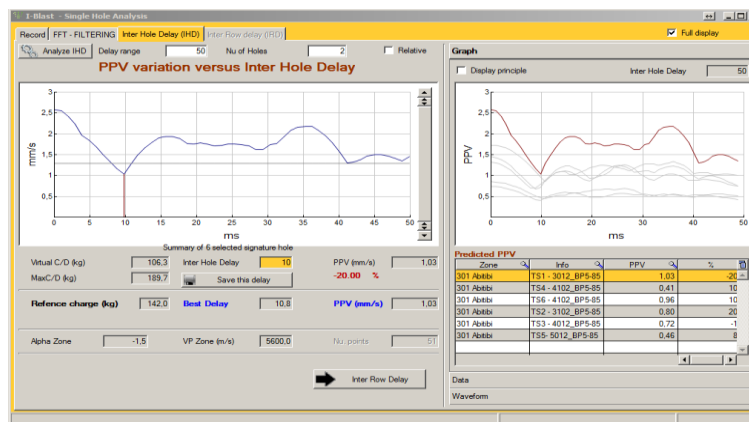 I-Blast - Single Hole Analysis
Record FFT - FILTERING Inter Hole Delay (IHD) Inter Row delay (IRD) Full display
Analyze IHD Delay range 50 Nu of Holes 2 Relative
PPV variation versus Inter Hole Delay
3
2,5
2
mm/s
1,5
1
0,5
0 5 10 15 20 25 30 35 40 45 50
ms
Summary of 6 selected signature hole
Virtual C/D (kg) 106,3 Inter Hole Delay 10 PPV (mm/s) 1,03
MaxC/D (kg) 189,7 Save this delay -20.00 %
Refence charge (kg) 142,0 Best Delay 10,8 PPV (mm/s) 1,03
Alpha Zone -1,5 VP Zone (m/s) 5600,0 Nu. points 51
Inter Row Delay
Graph
Display principle Inter Hole Delay 50
3
2,5
2
PPV
1,5
1
0,5
0 10 20 30 40 50
ms
Predicted PPV
Zone Info PPV %
301 Abitibi TS1 - 3012_BP5-85 1,03 -20
301 Abitibi TS4 - 4102_BP5-85 0,41 10
301 Abitibi TS6 - 4102_BP5-85 0,96 10
301 Abitibi TS2 - 3102_BP5-85 0,80 20
301 Abitibi TS3 - 4012_BP5-85 0,72 -1
301 Abitibi TS5- 5012_BP5-85 0,46 8
Data
Waveform